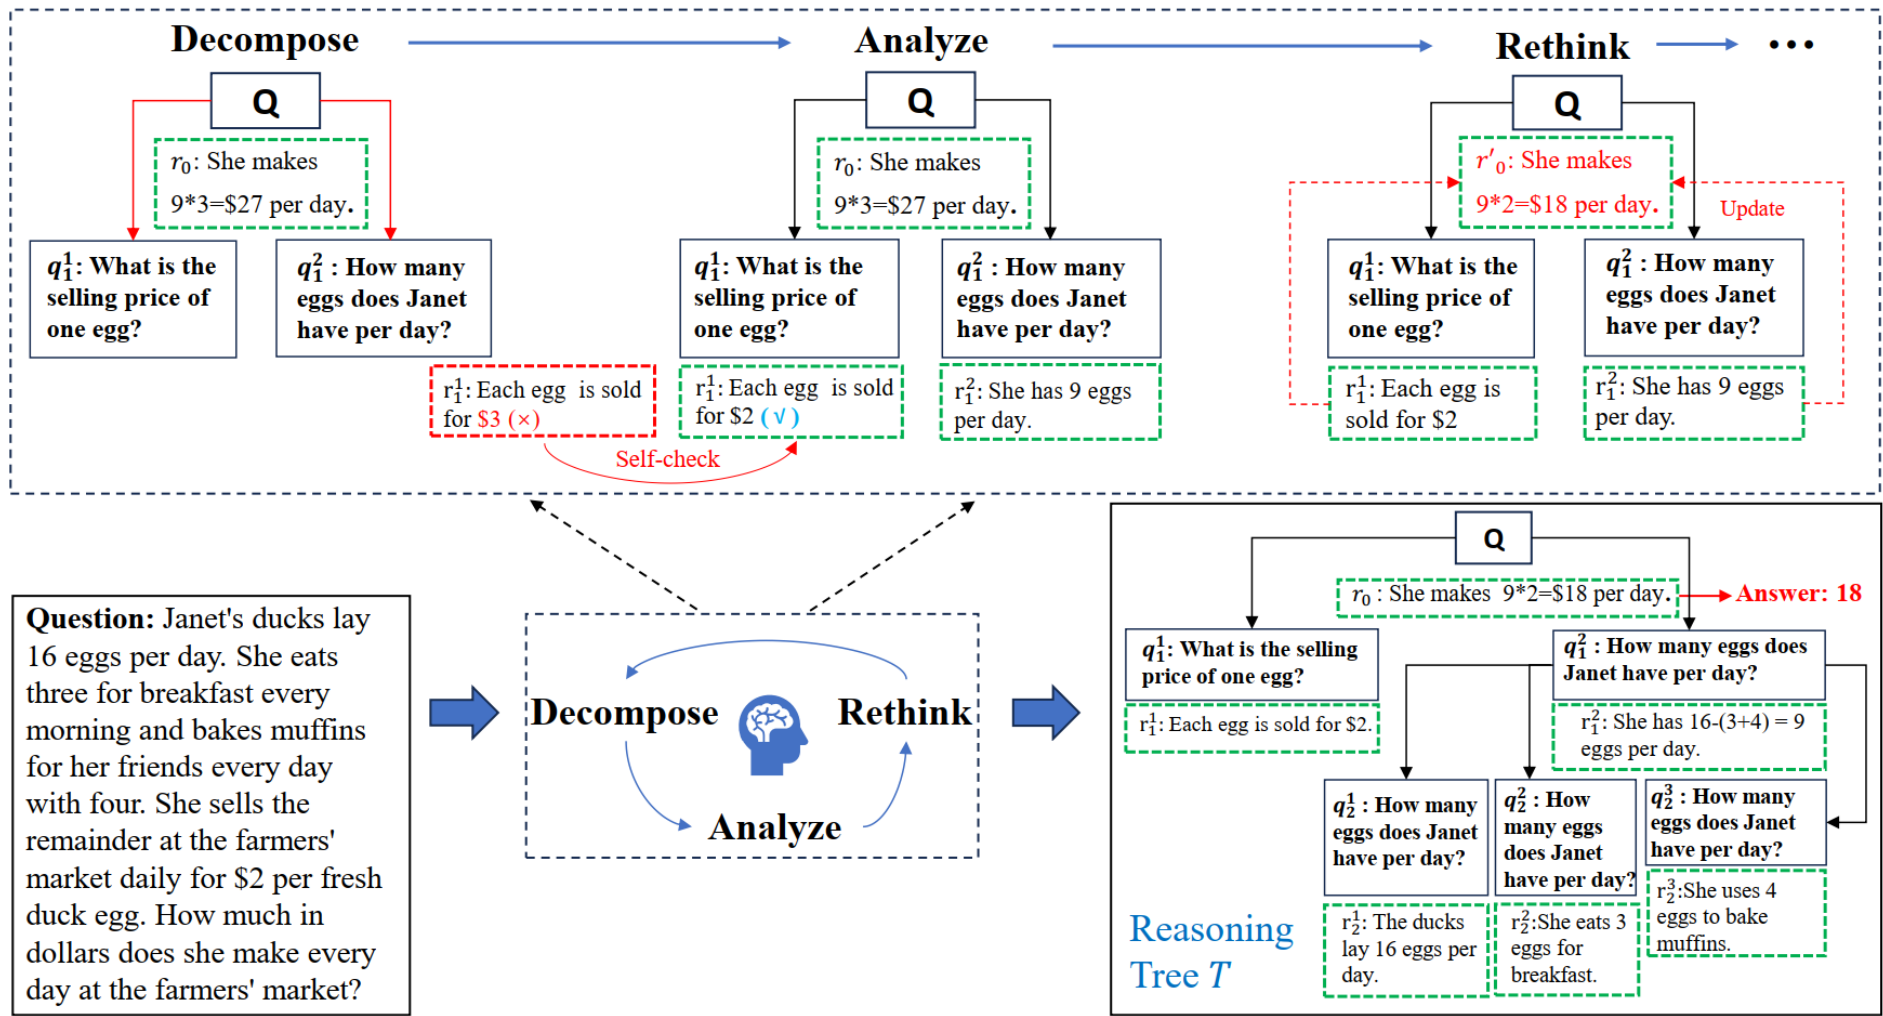 Decompose
Analyze
Rethink
...
Q
r₀: She makes
9*3=$27 per day.
q₁¹: What is the
selling price of
one egg?
q₁² : How many
eggs does Janet
have per day?
r₁¹: Each egg is sold
for $3 (×)
Self-check
Q
r₀: She makes
9*3=$27 per day.
q₁¹: What is the
selling price of
one egg?
q₁² : How many
eggs does Janet
have per day?
r₁¹: Each egg is sold
for $2 (√)
r₁²: She has 9 eggs
per day.
Q
r'₀: She makes
9*2=$18 per day.
Update
q₁¹: What is the
selling price of
one egg?
q₁² : How many
eggs does Janet
have per day?
r₁¹: Each egg is
sold for $2
r₁²: She has 9 eggs
per day.
Question: Janet's ducks lay
16 eggs per day. She eats
three for breakfast every
morning and bakes muffins
for her friends every day
with four. She sells the
remainder at the farmers'
market daily for $2 per fresh
duck egg. How much in
dollars does she make every
day at the farmers' market?
Decompose
Rethink
Analyze
Q
r₀ : She makes 9*2=$18 per day.
Answer: 18
q₁¹: What is the selling
price of one egg?
r₁¹: Each egg is sold for $2.
q₁² : How many eggs does
Janet have per day?
r₁²: She has 16-(3+4) = 9
eggs per day.
q₂¹ : How many
eggs does Janet
have per day?
r₂¹: The ducks
lay 16 eggs per
day.
q₂² : How
many eggs
does Janet
have per day?
r₂²:She eats 3
eggs for
breakfast.
q₂³ : How many
eggs does Janet
have per day?
r₂³:She uses 4
eggs to bake
muffins.
Reasoning
Tree T